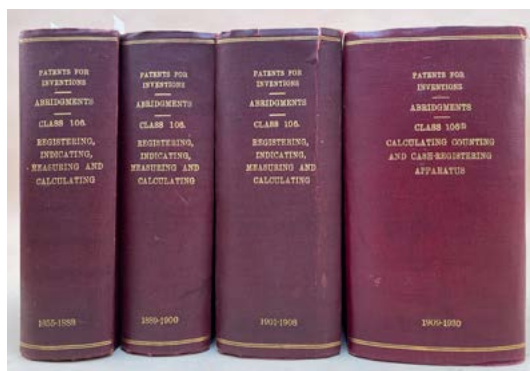 PATENTS FOR
INVENTIONS
ABRIDGMENTS
CLASS 106.
REGISTERING,
INDICATING,
MEASURING AND
CALCULATING
1855-1888
PATENTS FOR
INVENTIONS
ABRIDGMENTS
CLASS 106.
REGISTERING,
INDICATING,
MEASURING AND
CALCULATING
1889-1900
PATENTS FOR
INVENTIONS
ABRIDGMENTS
CLASS 106.
REGISTERING,
INDICATING,
MEASURING AND
CALCULATING
1901-1908
PATENTS FOR
INVENTIONS
ABRIDGMENTS
CLASS 106(i)
CALCULATING COUNTING
AND CASH-REGISTERING
APPARATUS
1909-1930